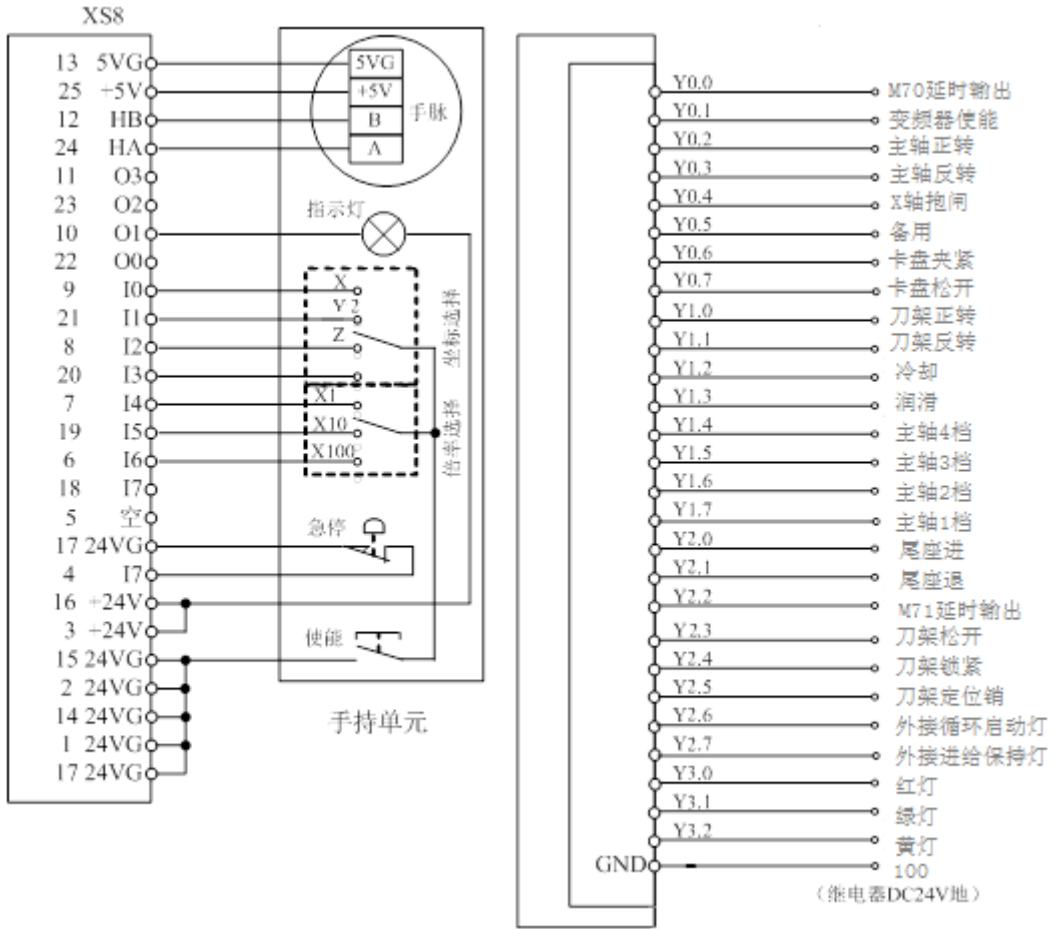 XS8
13 5VG
25 +5V
12 HB
24 HA
11 O3
23 O2
10 O1
22 O0
9 I0
21 I1
8 I2
20 I3
7 I4
19 I5
6 I6
18 I7
5 空
17 24VG
4 I7
16 +24V
3 +24V
15 24VG
2 24VG
14 24VG
1 24VG
17 24VG
5VG
+5V
B
A
手脉
指示灯
X
Y 2
Z
坐标选择
X1
X10
X100
倍率选择
急停
使能
手持单元
Y0.0 M70延时输出
Y0.1 变频器使能
Y0.2 主轴正转
Y0.3 主轴反转
Y0.4 X轴抱闸
Y0.5 备用
Y0.6 卡盘夹紧
Y0.7 卡盘松开
Y1.0 刀架正转
Y1.1 刀架反转
Y1.2 冷却
Y1.3 润滑
Y1.4 主轴4档
Y1.5 主轴3档
Y1.6 主轴2档
Y1.7 主轴1档
Y2.0 尾座进
Y2.1 尾座退
Y2.2 M71延时输出
Y2.3 刀架松开
Y2.4 刀架锁紧
Y2.5 刀架定位销
Y2.6 外接循环启动灯
Y2.7 外接进给保持灯
Y3.0 红灯
Y3.1 绿灯
Y3.2 黄灯
GND 100
（继电器DC24V地）